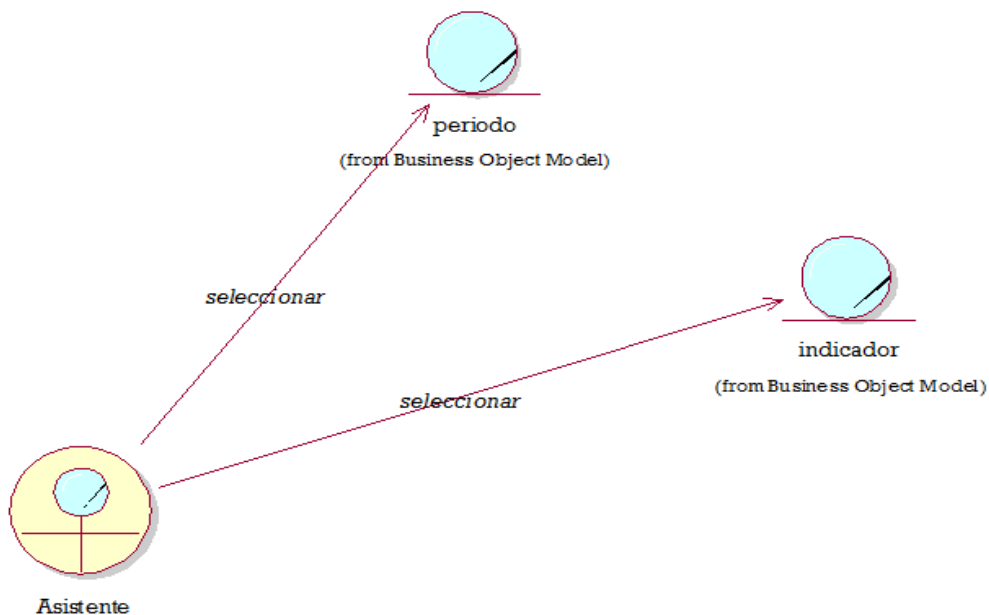 periodo
(from Business Object Model)
seleccionar
indicador
(from Business Object Model)
seleccionar
Asistente